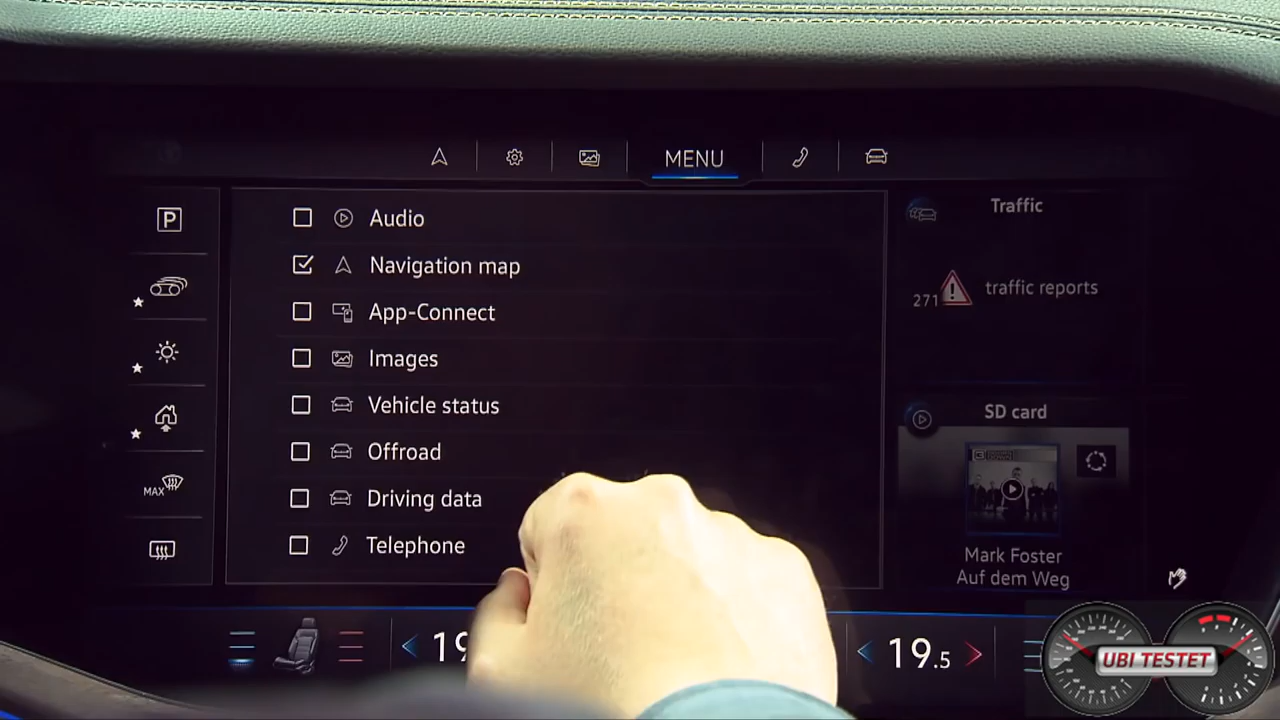 MENU
P
MAX
Audio
Navigation map
App-Connect
Images
Vehicle status
Offroad
Driving data
Telephone
Traffic
271
traffic reports
SD card
Mark Foster
Auf dem Weg
19.5
UBI TESTET